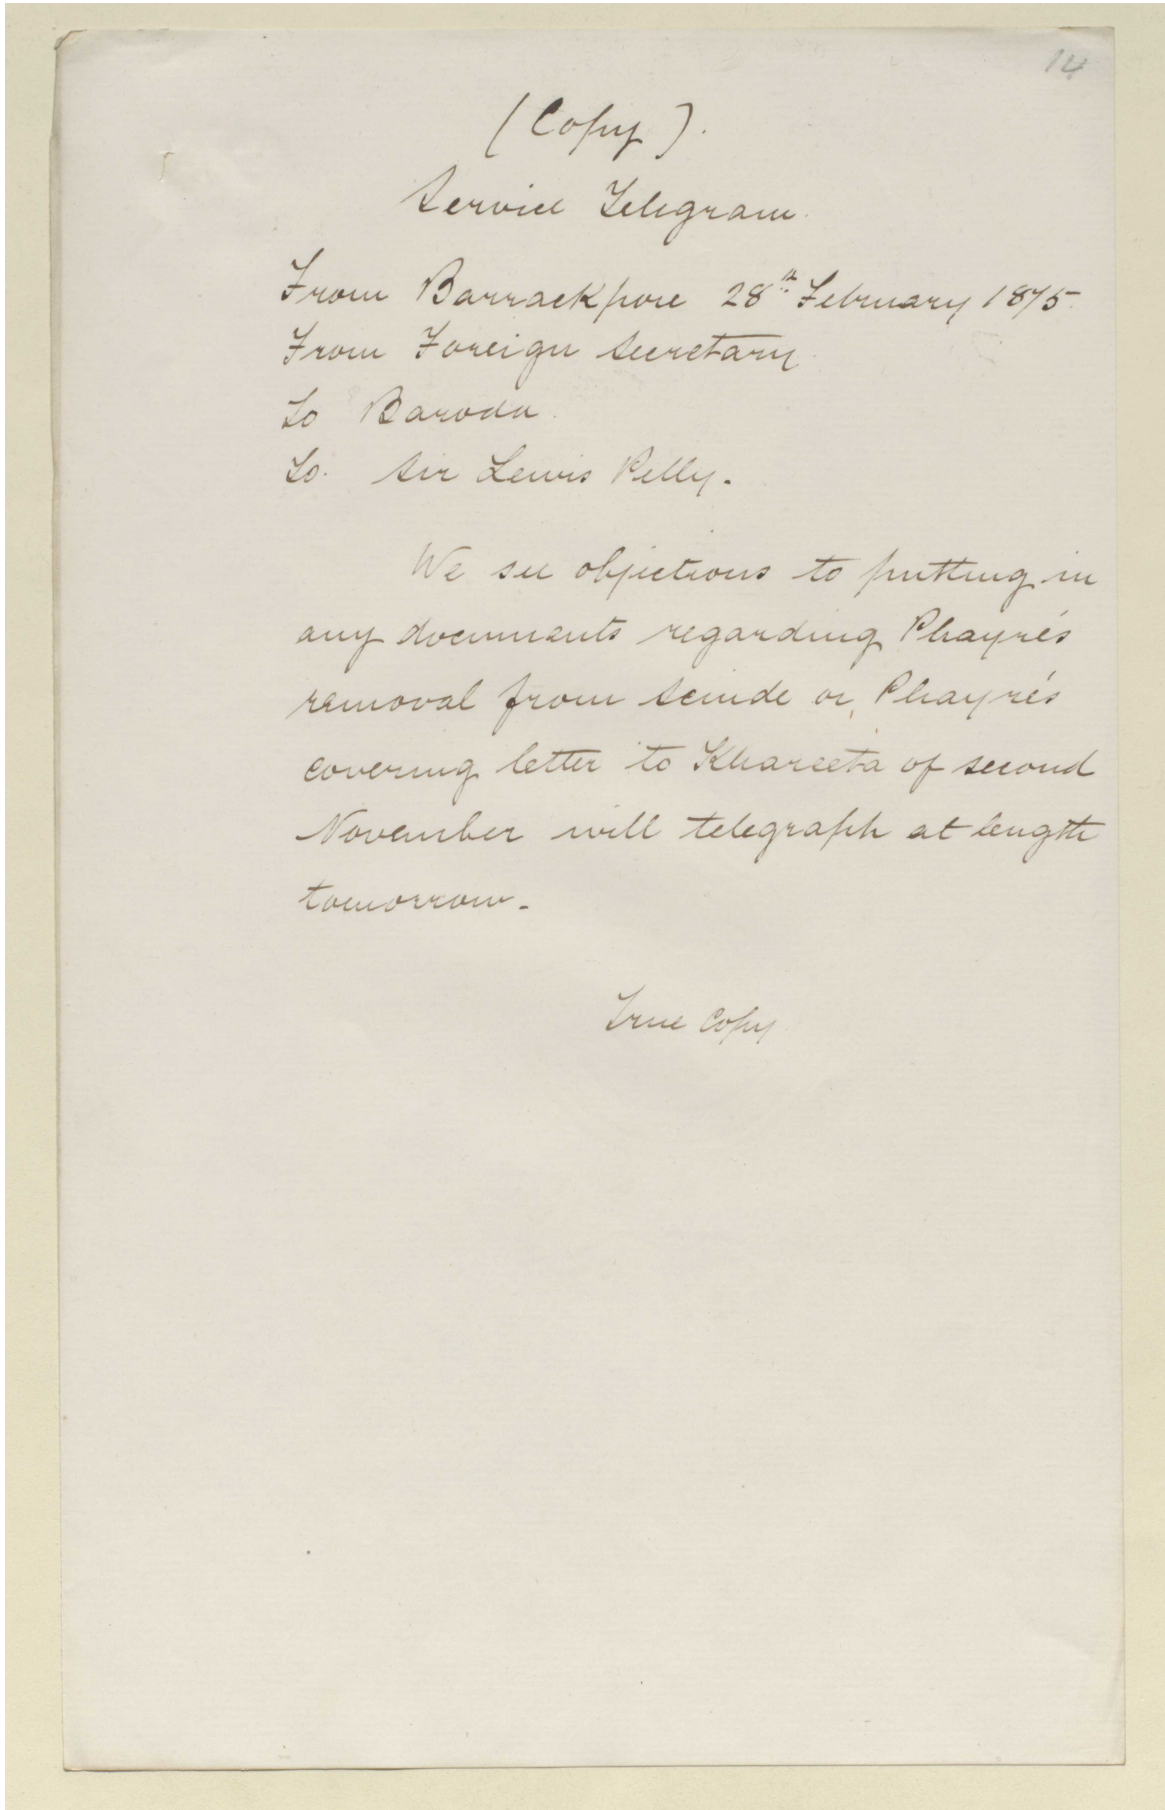 14
(Copy).
Service Telegram.
From Barrackpore 28th February 1875.
From Foreign Secretary
To Baroda.
To. Sir Lewis Pelly.
We see objections to putting in
any documents regarding Phayre's
removal from Scinde or Phayre's
covering letter to Khareeta of second
November will telegraph at length
tomorrow.
True Copy